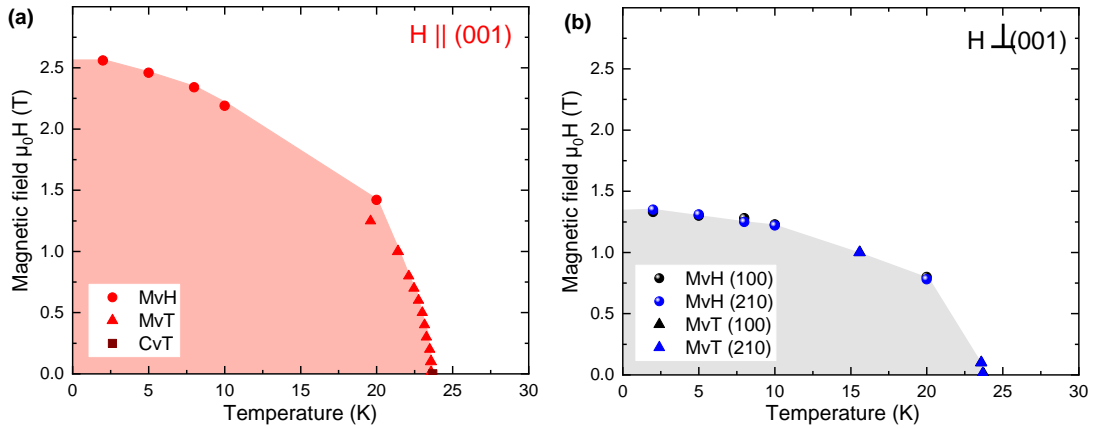 (a)
H || (001)
Magnetic field µ₀H (T)
2.5
2.0
1.5
1.0
0.5
0.0
MvH
MvT
CvT
0 5 10 15 20 25 30
Temperature (K)
(b)
H ⊥(001)
Magnetic field µ₀H (T)
2.5
2.0
1.5
1.0
0.5
0.0
MvH (100)
MvH (210)
MvT (100)
MvT (210)
0 5 10 15 20 25 30
Temperature (K)